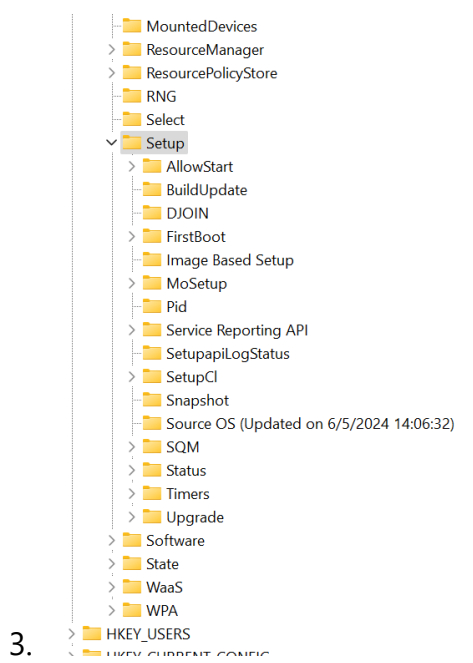 MountedDevices
ResourceManager
ResourcePolicyStore
RNG
Select
Setup
AllowStart
BuildUpdate
DJOIN
FirstBoot
Image Based Setup
MoSetup
Pid
Service Reporting API
SetupapiLogStatus
SetupCl
Snapshot
Source OS (Updated on 6/5/2024 14:06:32)
SQM
Status
Timers
Upgrade
Software
State
WaaS
WPA
3. HKEY_USERS
HKEY_CURRENT_CONFIG